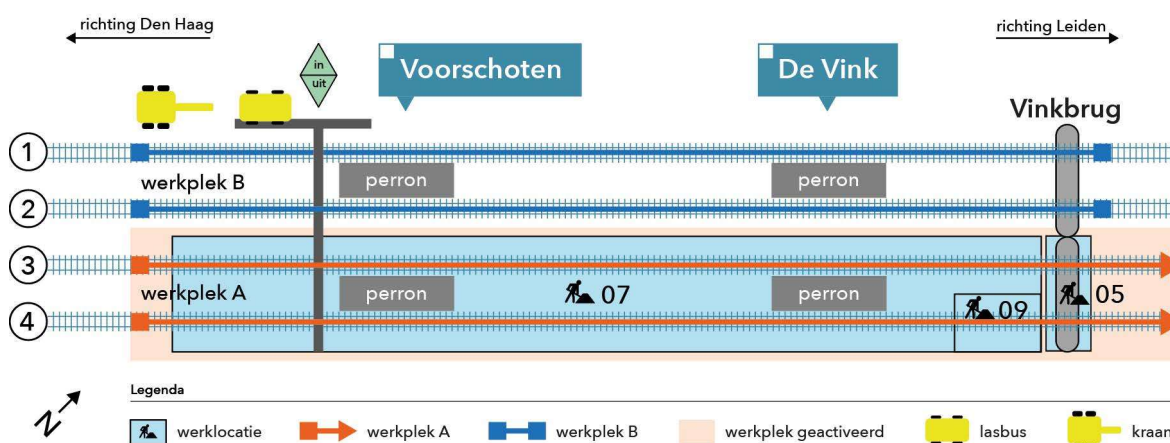 richting Den Haag
richting Leiden
in
uit
Voorschoten
De Vink
Vinkbrug
1
werkplek B
perron
perron
2
3
werkplek A
perron
07
perron
09
05
4
N
Legenda
werklocatie
werkplek A
werkplek B
werkplek geactiveerd
lasbus
kraan